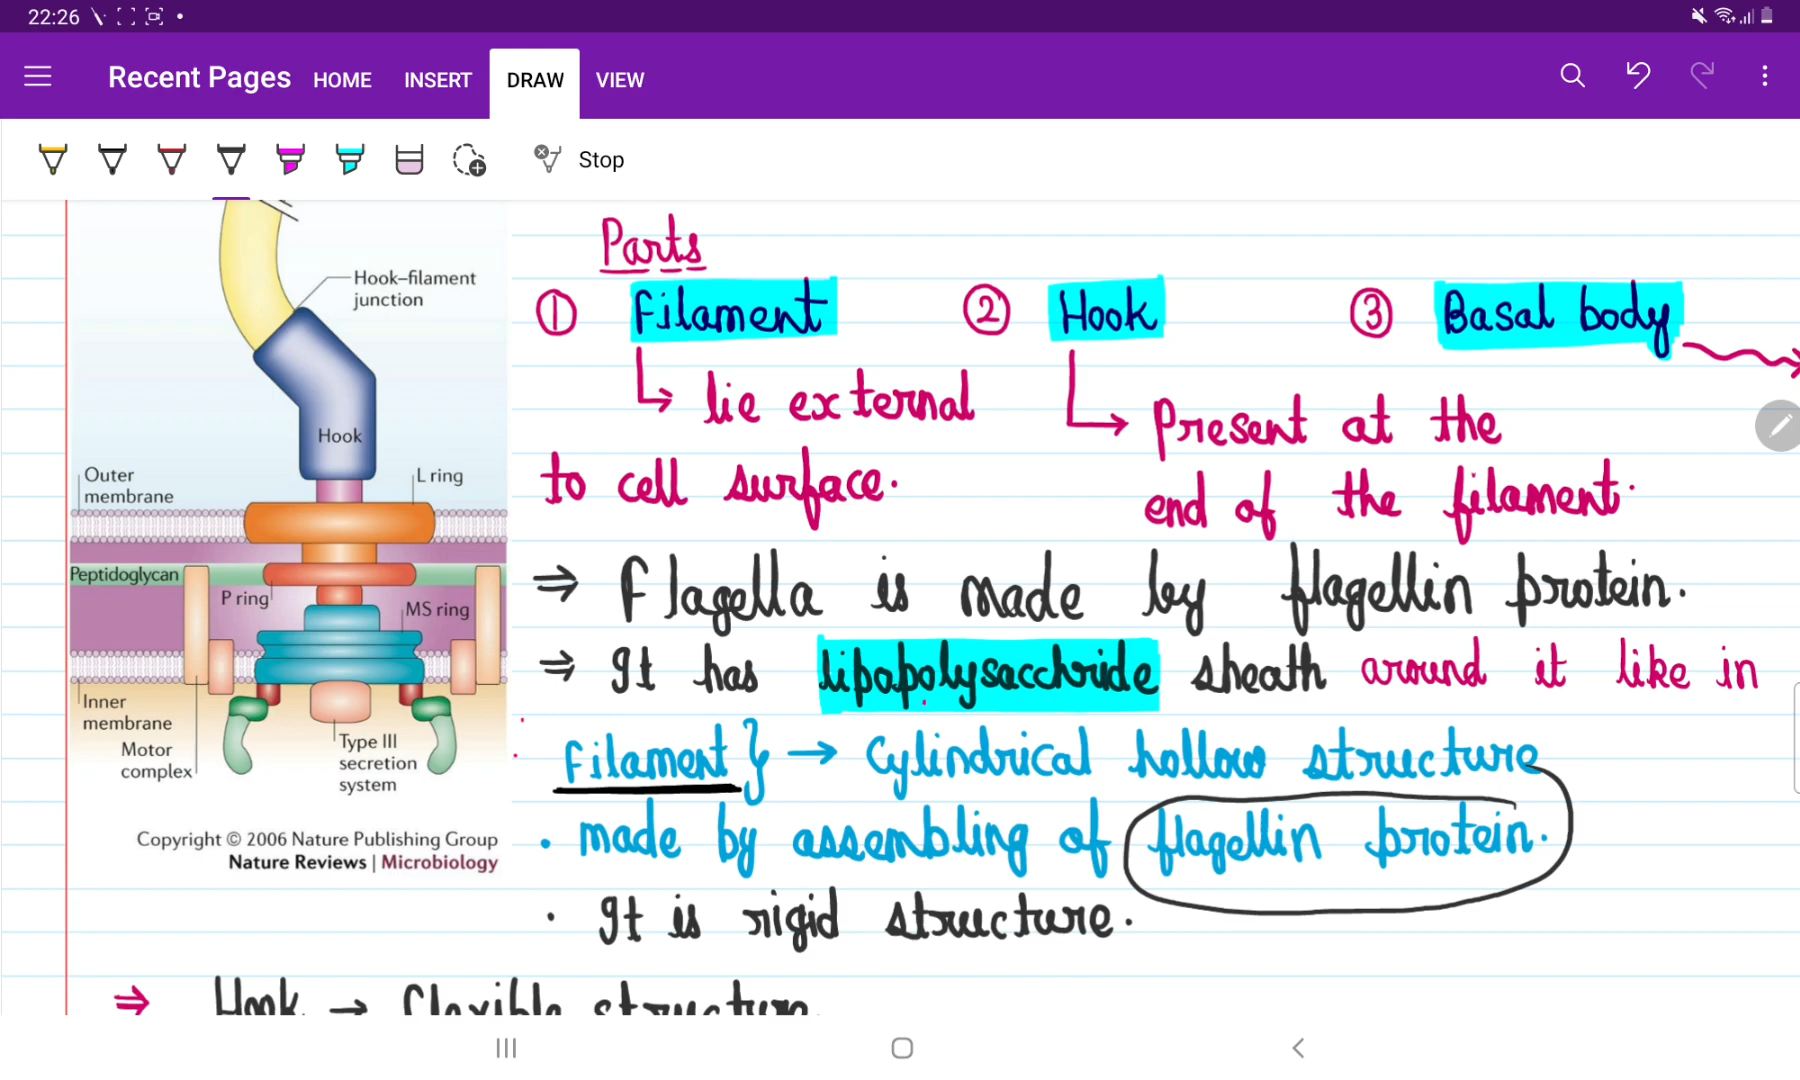 22:26
Recent Pages HOME INSERT DRAW VIEW
Stop
Hook–filament
junction
Hook
Outer
membrane
L ring
Peptidoglycan
P ring
MS ring
Inner
membrane
Motor
complex
Type III
secretion
system
Copyright © 2006 Nature Publishing Group
Nature Reviews | Microbiology
Parts
① Filament ② Hook ③ Basal body
↳ lie external
to cell surface.
↳ Present at the
end of the filament.
⇒ Flagella is made by flagellin protein.
⇒ It has lipopolysacchride sheath around it like in
Filament} → Cylindrical hollow structure
• made by assembling of flagellin protein.
• It is rigid structure.
⇒ Hook → Flexible structure.